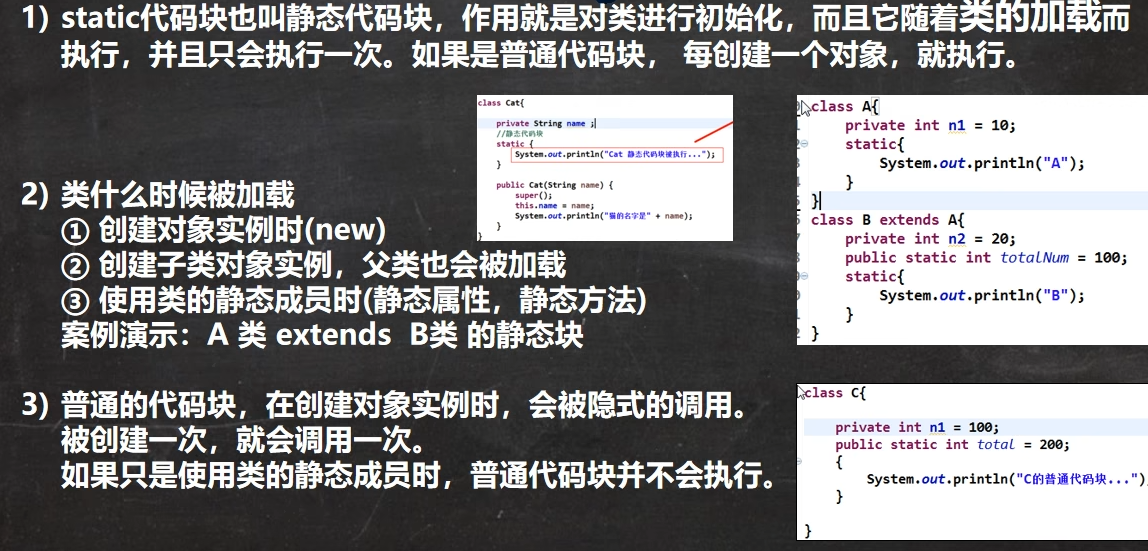 1) static代码块也叫静态代码块，作用就是对类进行初始化，而且它随着类的加载而
执行，并且只会执行一次。如果是普通代码块， 每创建一个对象，就执行。
class Cat{
private String name ;
//静态代码块
static {
System.out.println("Cat 静态代码块被执行...");
}
public Cat(String name) {
super();
this.name = name;
System.out.println("猫的名字是" + name);
}
}
class A{
private int n1 = 10;
static{
System.out.println("A");
}
}
class B extends A{
private int n2 = 20;
public static int totalNum = 100;
static{
System.out.println("B");
}
}
2) 类什么时候被加载
① 创建对象实例时(new)
② 创建子类对象实例，父类也会被加载
③ 使用类的静态成员时(静态属性，静态方法)
案例演示：A 类 extends B类 的静态块
3) 普通的代码块，在创建对象实例时，会被隐式的调用。
被创建一次，就会调用一次。
如果只是使用类的静态成员时，普通代码块并不会执行。
class C{
private int n1 = 100;
public static int total = 200;
{
System.out.println("C的普通代码块...")
}
}